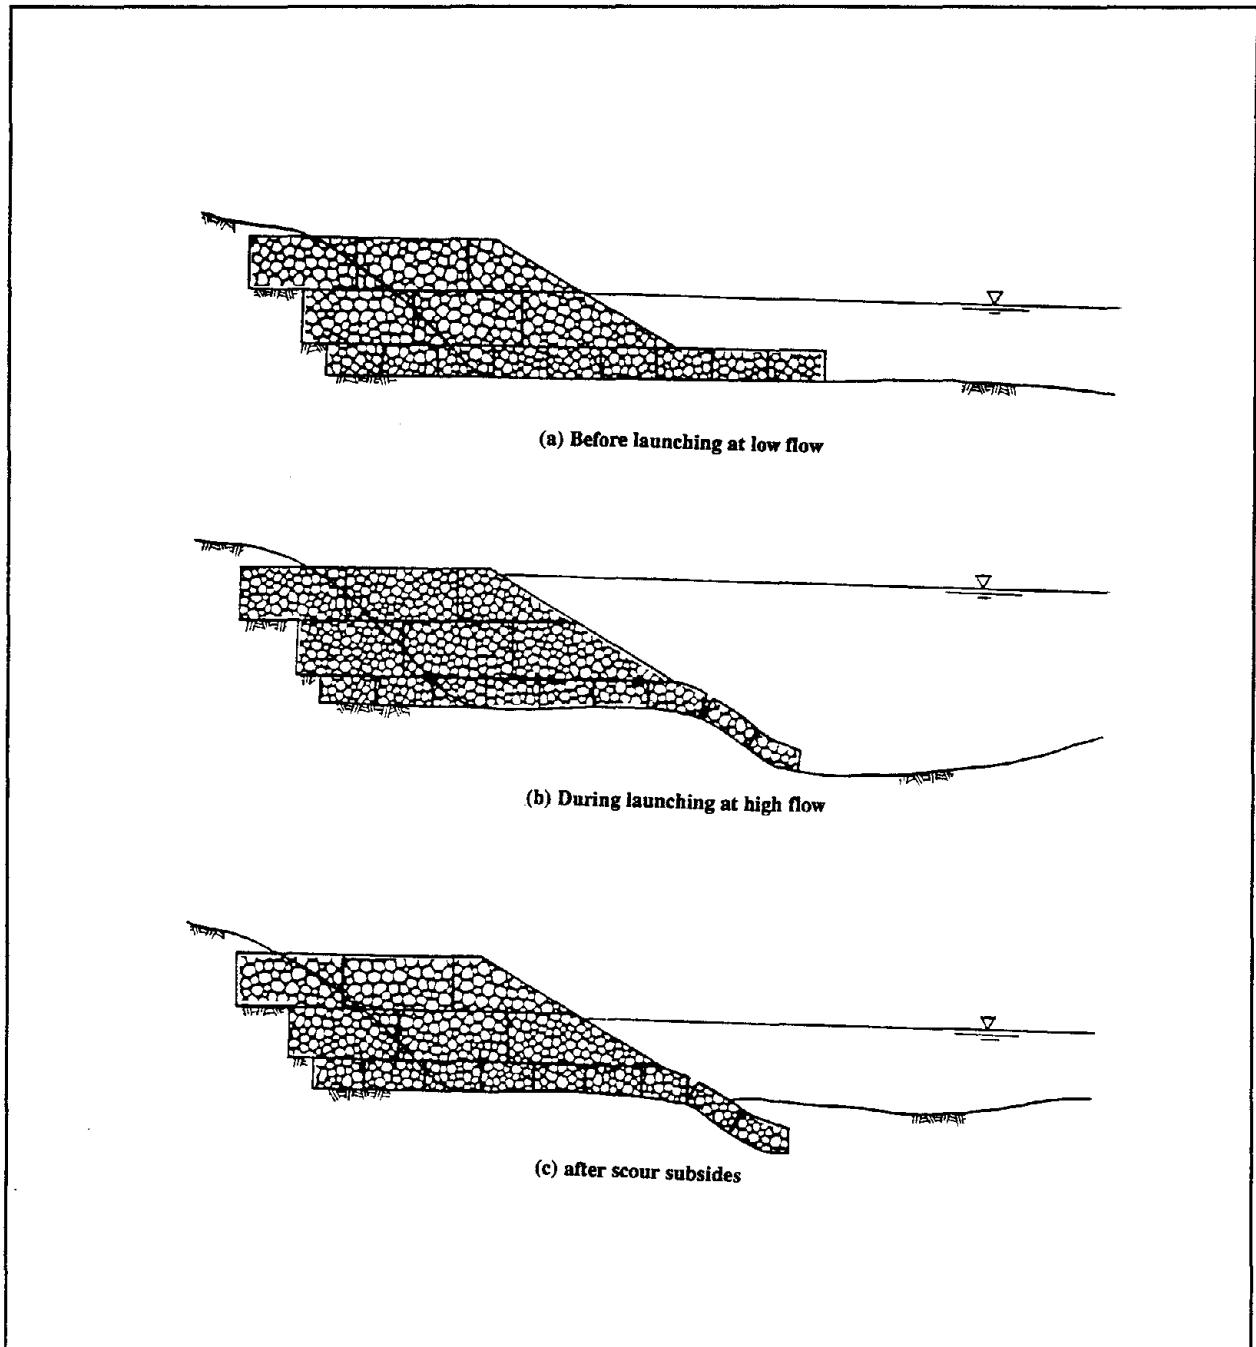 (a) Before launching at low flow
(b) During launching at high flow
(c) after scour subsides